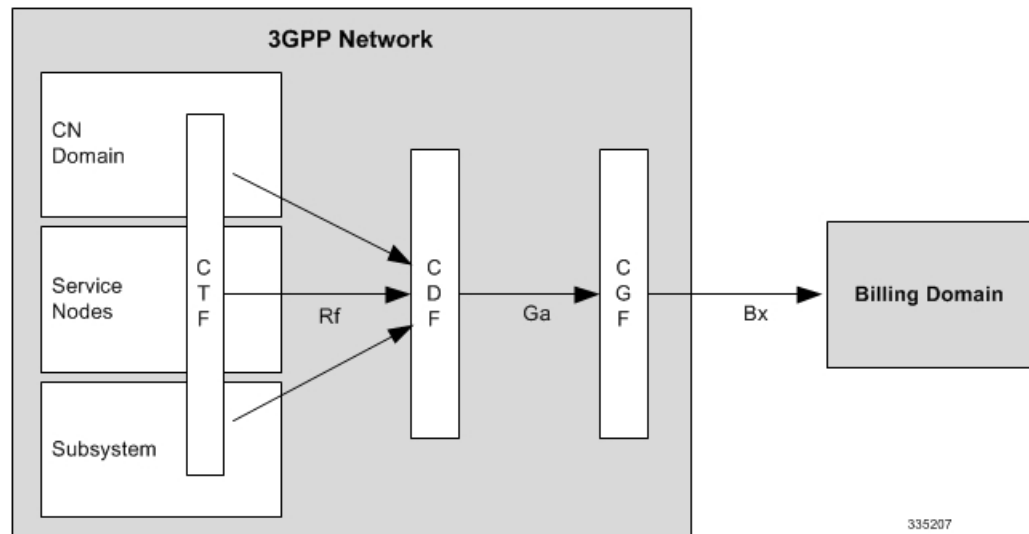 3GPP Network
CN
Domain
Service
Nodes
Subsystem
C
T
F
Rf
C
D
F
Ga
C
G
F
Bx
Billing Domain
335207